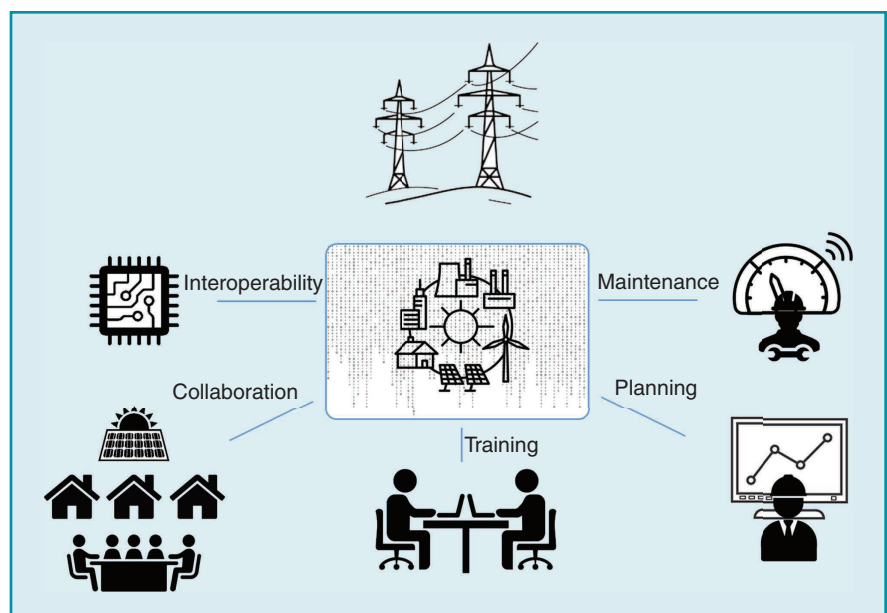 Interoperability
Maintenance
Collaboration
Planning
Training